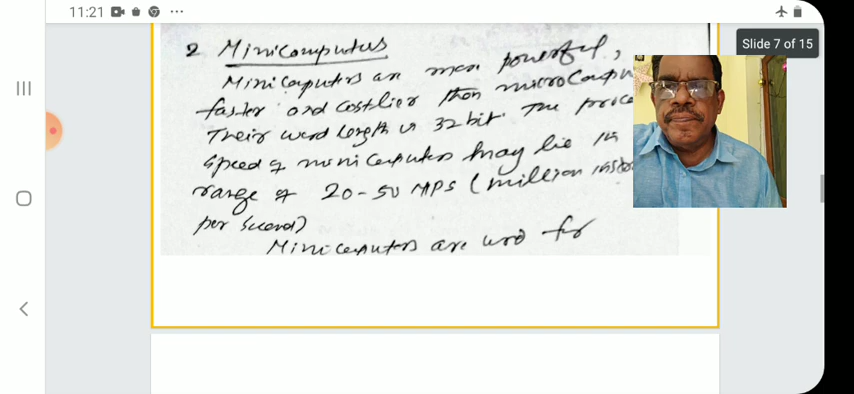 11:21
Slide 7 of 15
2 Minicomputers
Minicomputers are more powerful,
faster and costlier than microcompu
Their word length is 32 bit. The proce
speed of minicomputers may lie in
range of 20-50 MPS (million instr
per second)
Minicomputers are used for